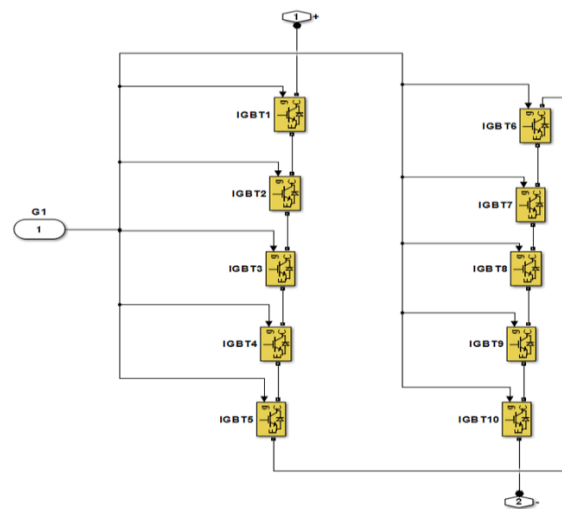 1 +
g C
E
IGBT1
g C
E
IGBT2
G1
1
g C
E
IGBT3
g C
E
IGBT4
g C
E
IGBT5
g C
E
IGBT6
g C
E
IGBT7
g C
E
IGBT8
g C
E
IGBT9
g C
E
IGBT10
2 -